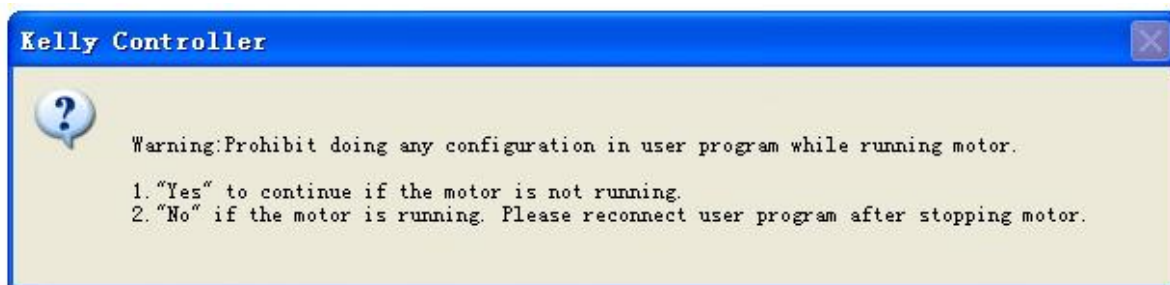 Kelly Controller
Warning:Prohibit doing any configuration in user program while running motor.
1."Yes" to continue if the motor is not running.
2."No" if the motor is running. Please reconnect user program after stopping motor.